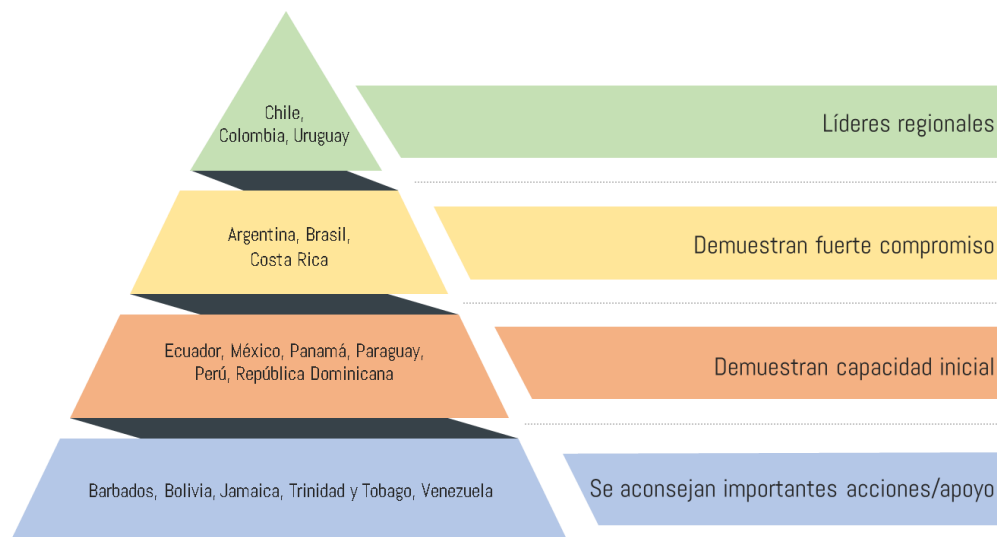 Chile,
Colombia, Uruguay
Líderes regionales
Argentina, Brasil,
Costa Rica
Demuestran fuerte compromiso
Ecuador, México, Panamá, Paraguay,
Perú, República Dominicana
Demuestran capacidad inicial
Barbados, Bolivia, Jamaica, Trinidad y Tobago, Venezuela
Se aconsejan importantes acciones/apoyo